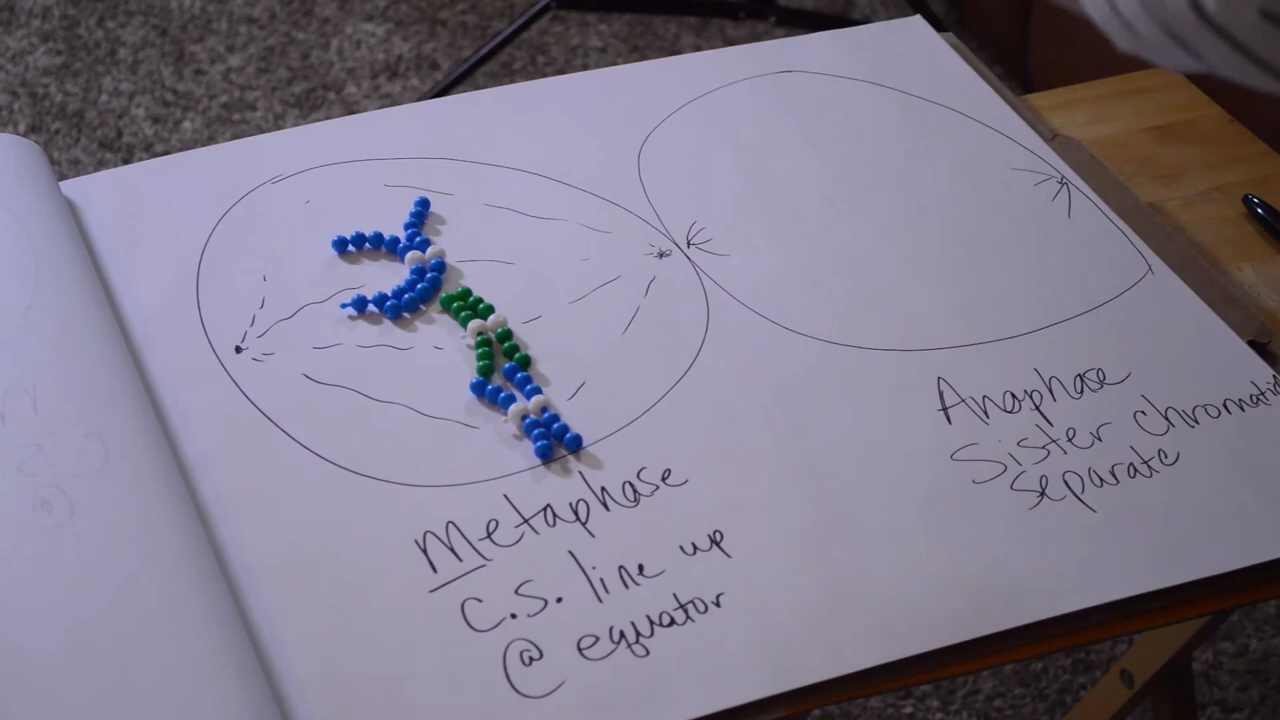 Metaphase
C.S. line up
@ equator
Anaphase
Sister chromatid
separate